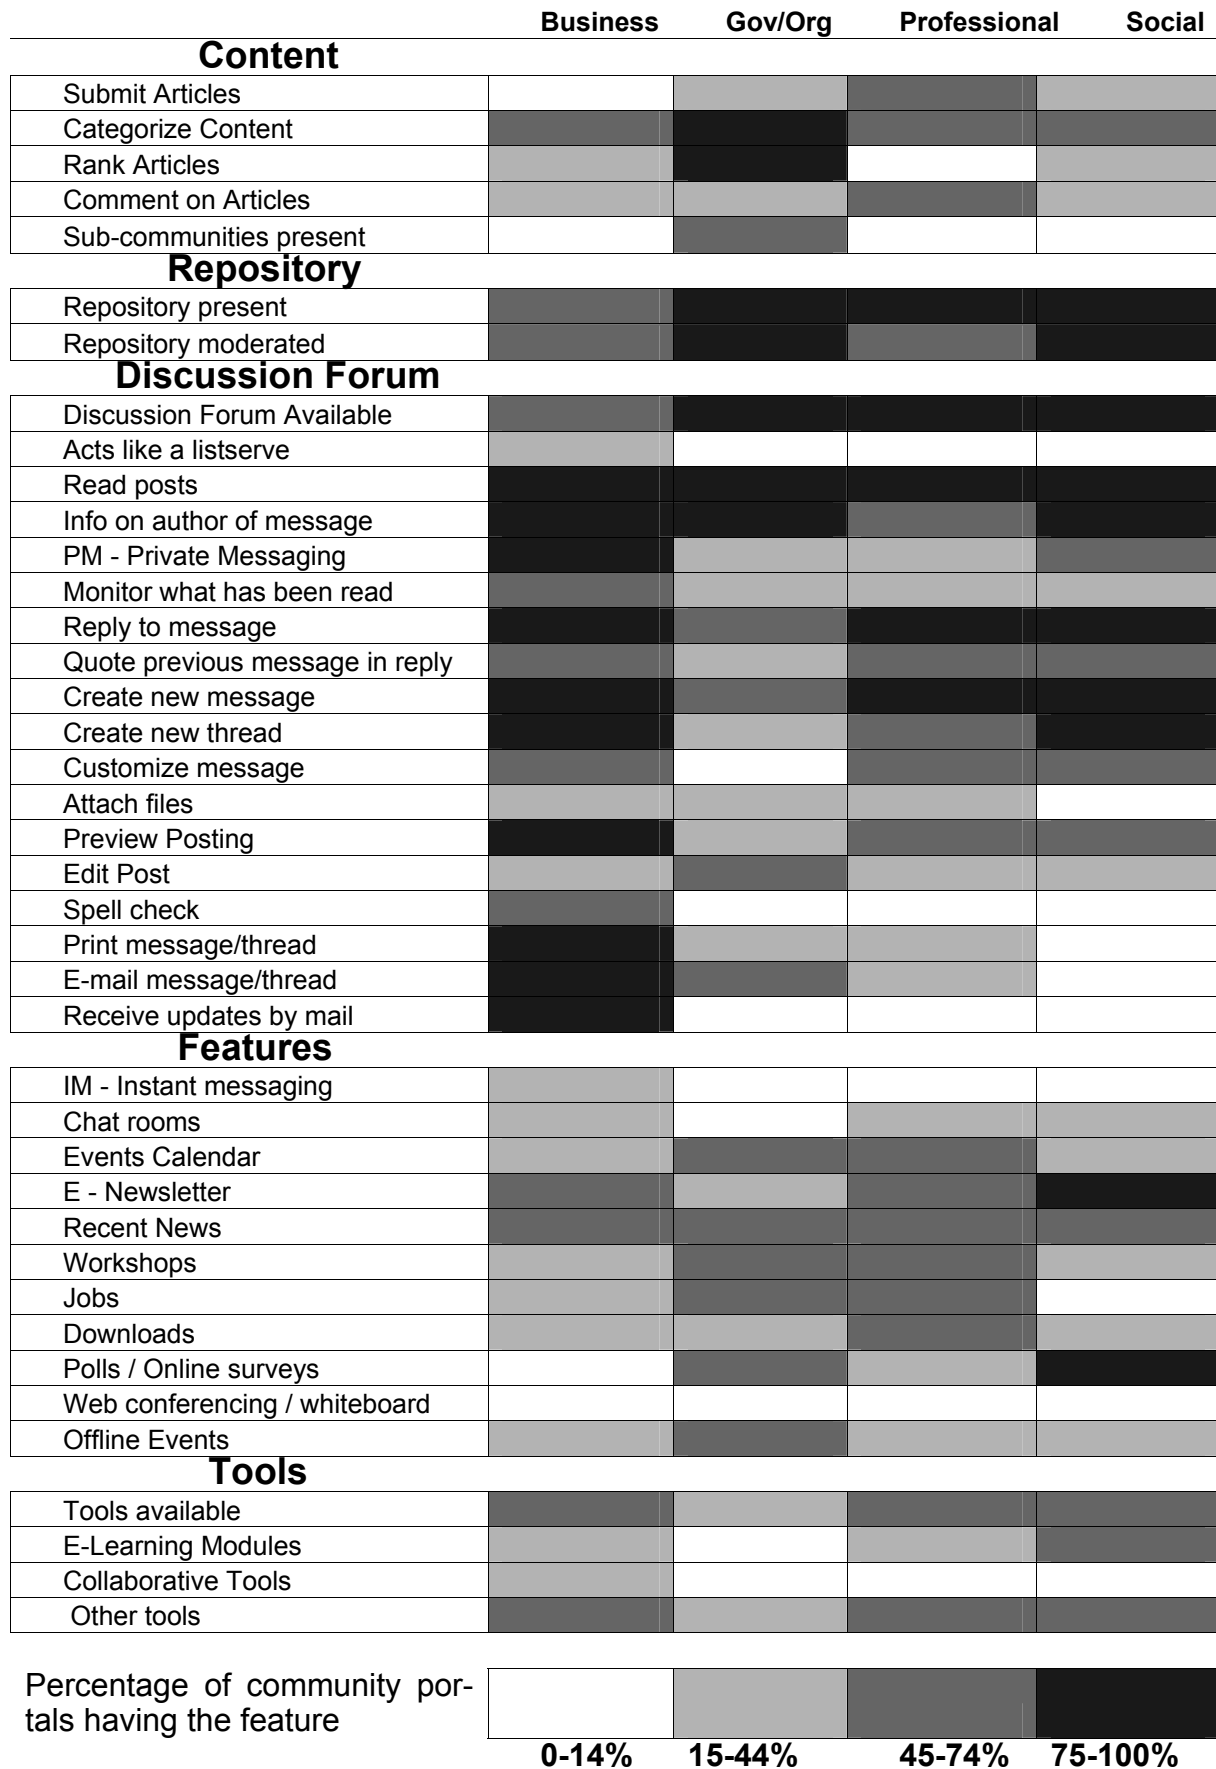 Business Gov/Org Professional Social
Content
Submit Articles
Categorize Content
Rank Articles
Comment on Articles
Sub-communities present
Repository
Repository present
Repository moderated
Discussion Forum
Discussion Forum Available
Acts like a listserve
Read posts
Info on author of message
PM - Private Messaging
Monitor what has been read
Reply to message
Quote previous message in reply
Create new message
Create new thread
Customize message
Attach files
Preview Posting
Edit Post
Spell check
Print message/thread
E-mail message/thread
Receive updates by mail
Features
IM - Instant messaging
Chat rooms
Events Calendar
E - Newsletter
Recent News
Workshops
Jobs
Downloads
Polls / Online surveys
Web conferencing / whiteboard
Offline Events
Tools
Tools available
E-Learning Modules
Collaborative Tools
Other tools
Percentage of community por-
tals having the feature
0-14% 15-44% 45-74% 75-100%